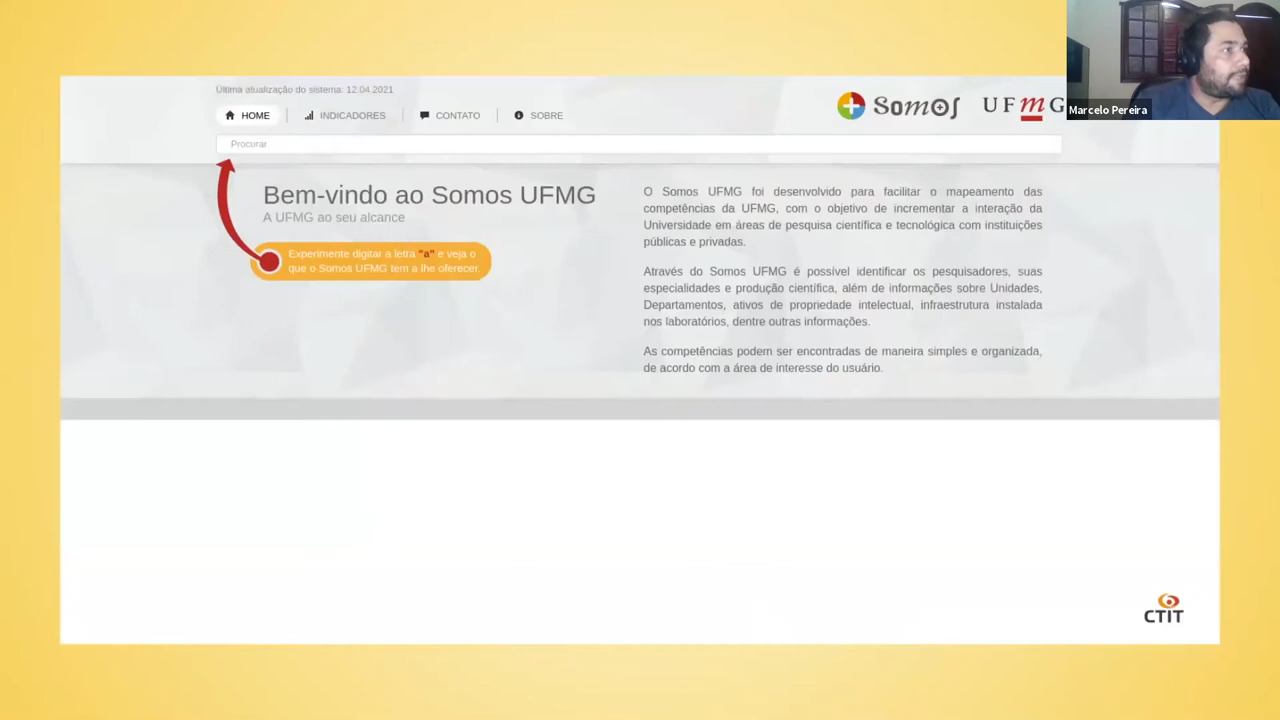 Última atualização do sistema: 12.04.2021
HOME
INDICADORES
CONTATO
SOBRE
Somos
UFmG
Marcelo Pereira
Procurar
Bem-vindo ao Somos UFMG
A UFMG ao seu alcance
Experimente digitar a letra "a" e veja o
que o Somos UFMG tem a lhe oferecer.
O Somos UFMG foi desenvolvido para facilitar o mapeamento das
competências da UFMG, com o objetivo de incrementar a interação da
Universidade em áreas de pesquisa científica e tecnológica com instituições
públicas e privadas.
Através do Somos UFMG é possível identificar os pesquisadores, suas
especialidades e produção científica, além de informações sobre Unidades,
Departamentos, ativos de propriedade intelectual, infraestrutura instalada
nos laboratórios, dentre outras informações.
As competências podem ser encontradas de maneira simples e organizada,
de acordo com a área de interesse do usuário.
CTIT